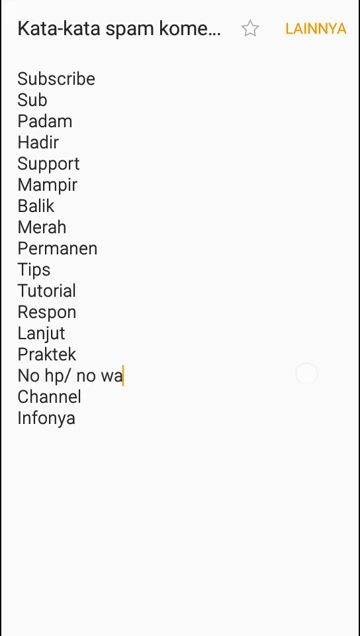 Kata-kata spam kome... LAINNYA
Subscribe
Sub
Padam
Hadir
Support
Mampir
Balik
Merah
Permanen
Tips
Tutorial
Respon
Lanjut
Praktek
No hp/ no wa
Channel
Infonya